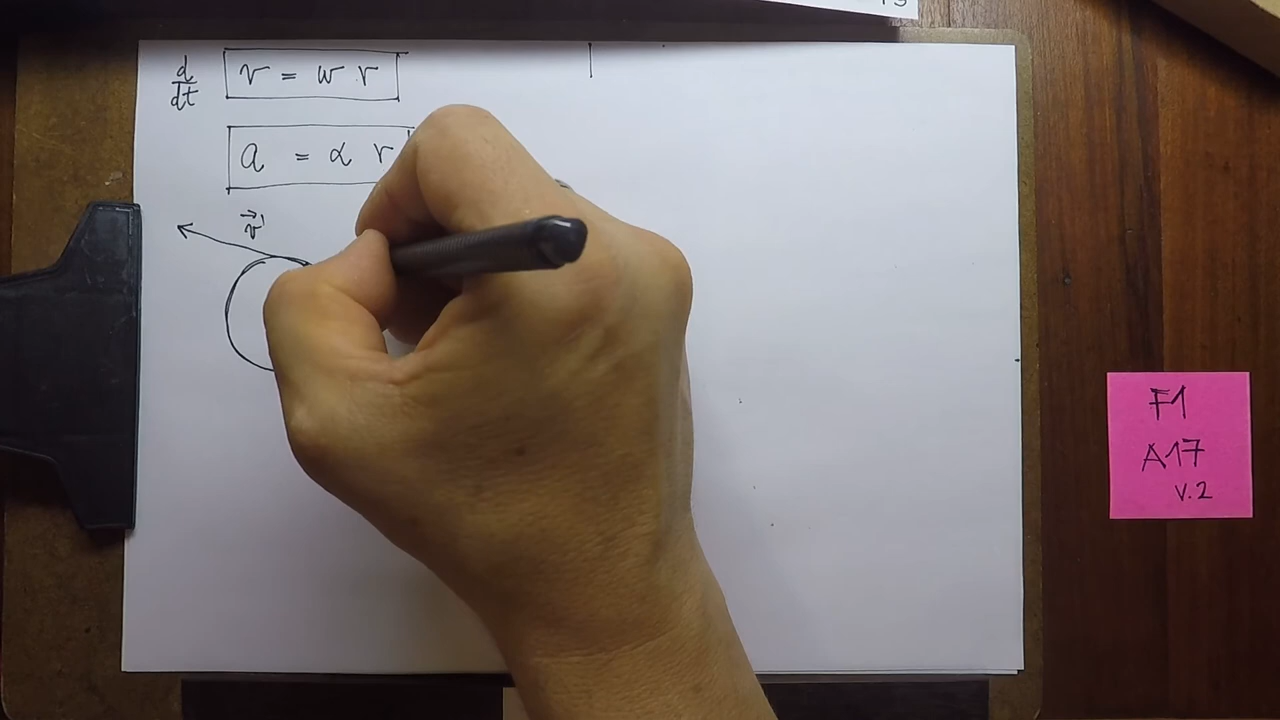 d/dt v = w r
a = α r
v⃗
F1
A17
v.2